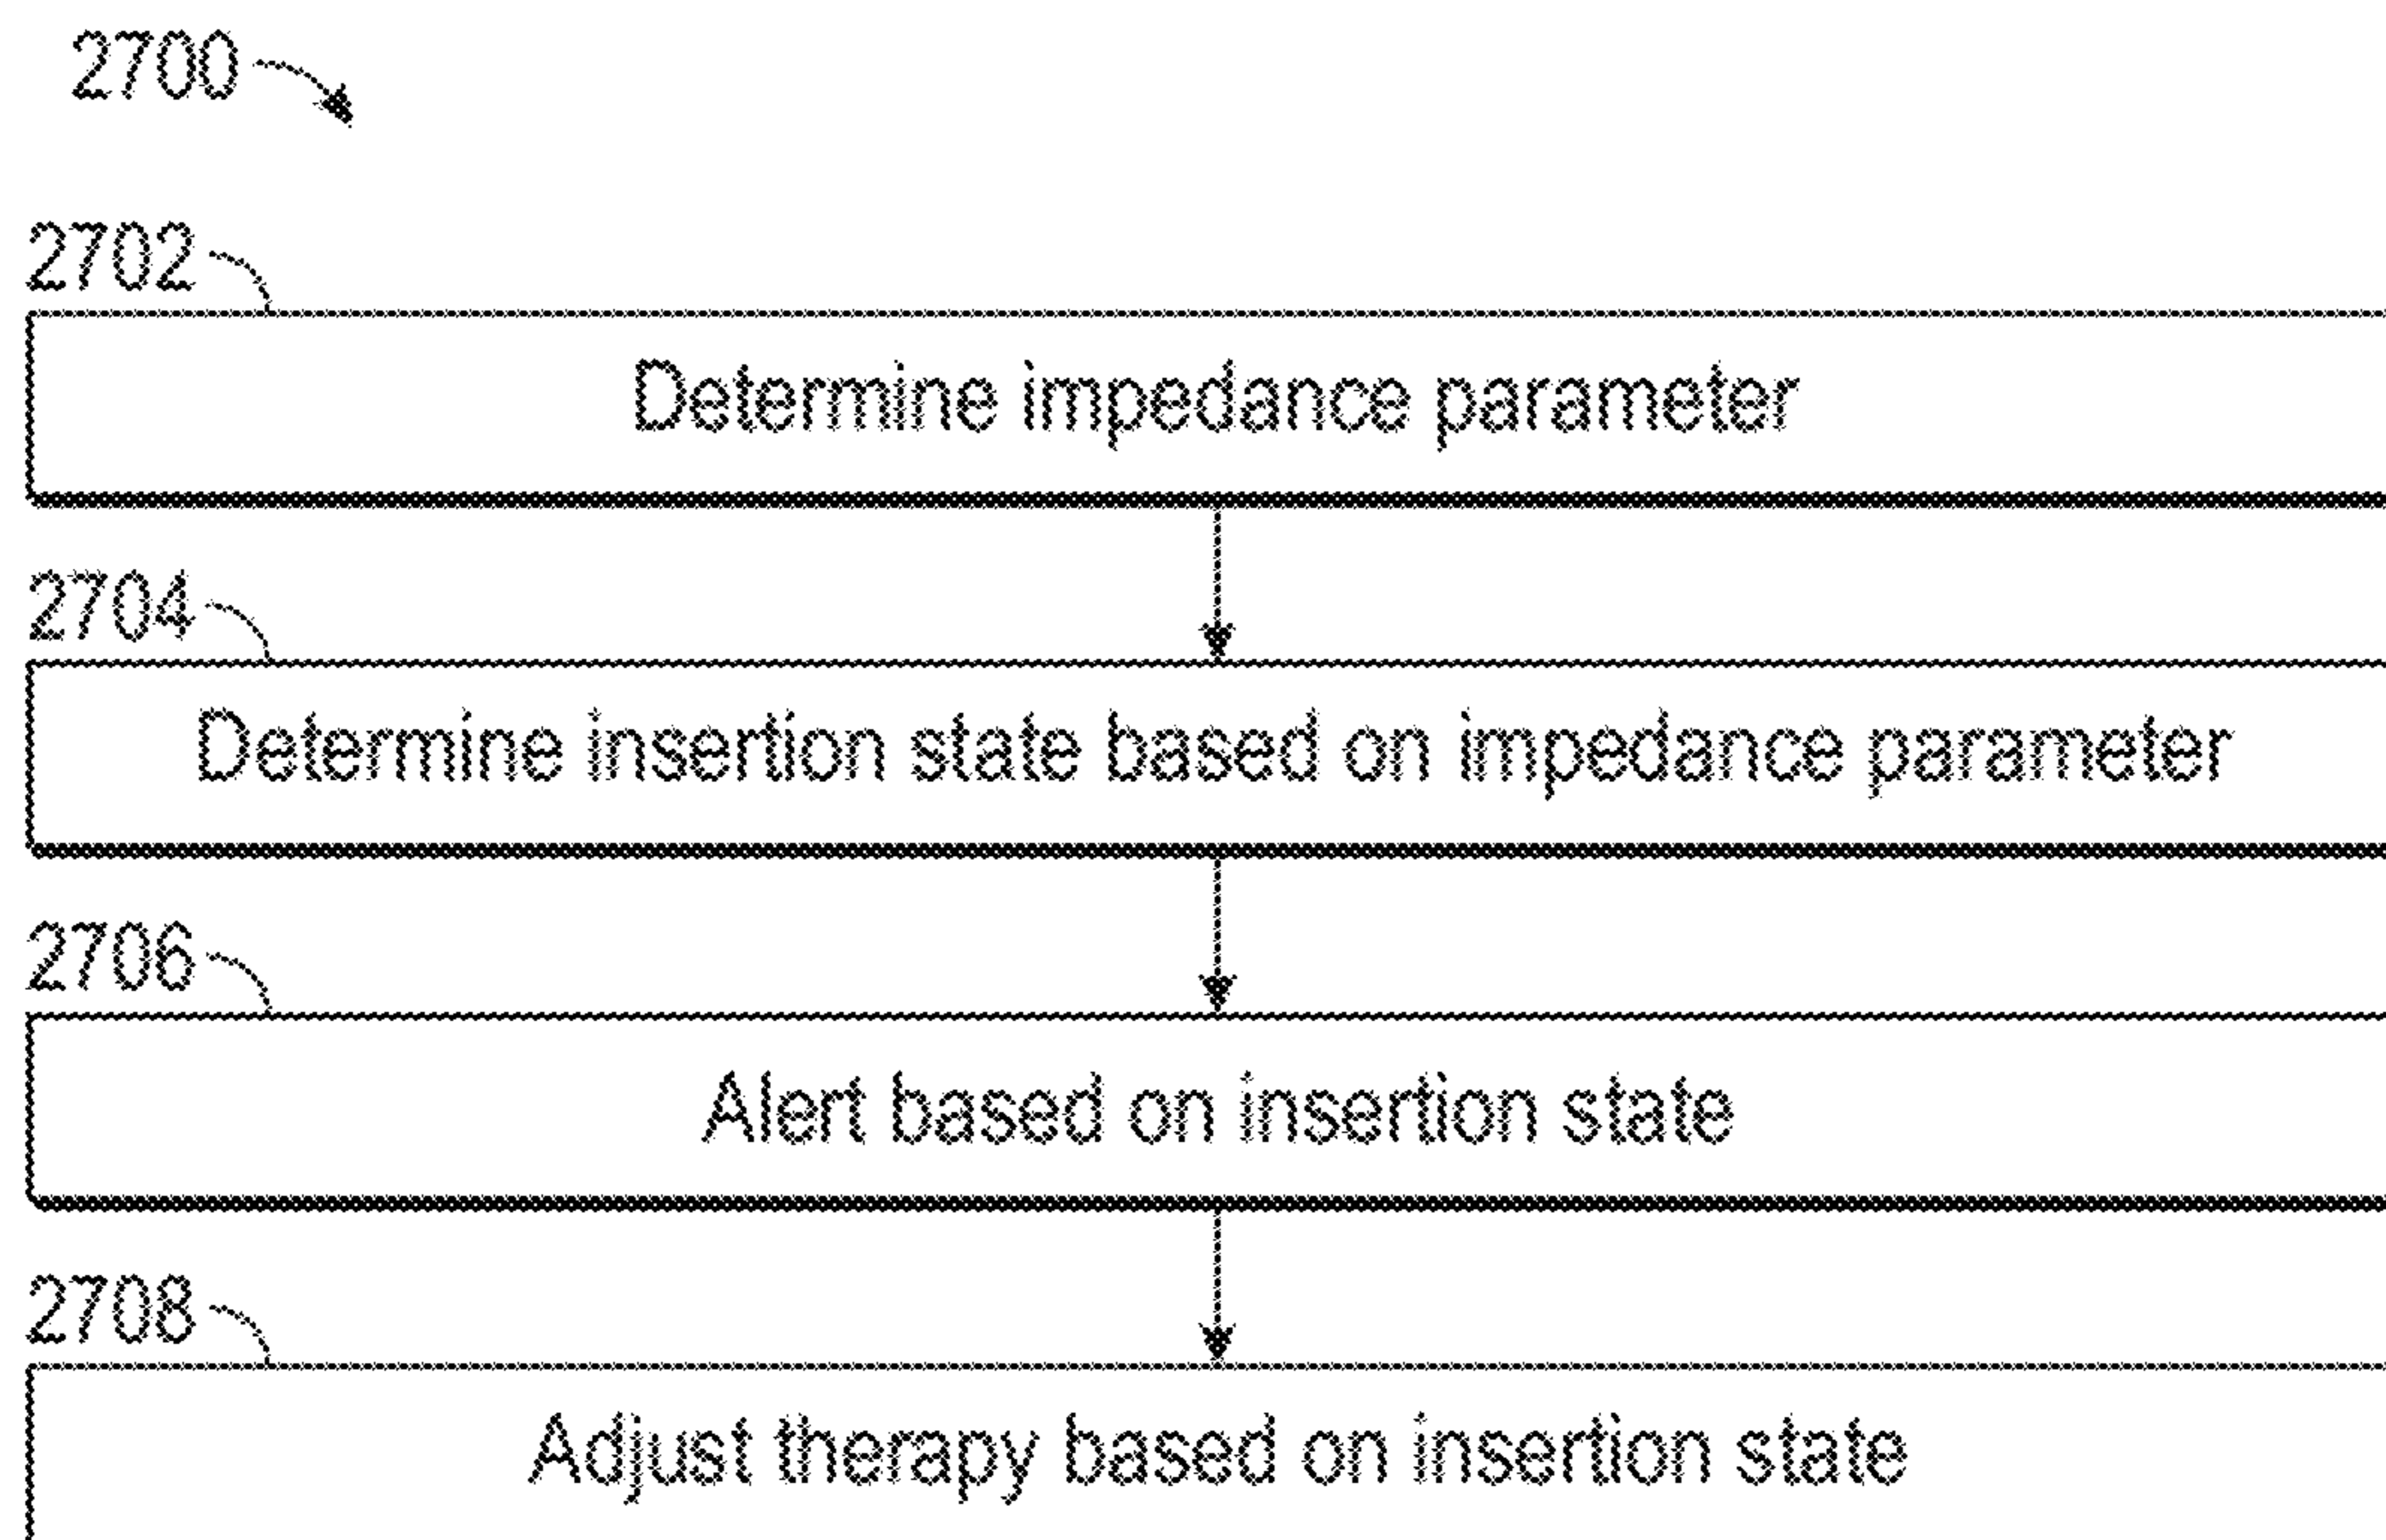 2700
2702
Determine impedance parameter
2704
Determine insertion state based on impedance parameter
2706
Alert based on insertion state
2708
Adjust therapy based on insertion state